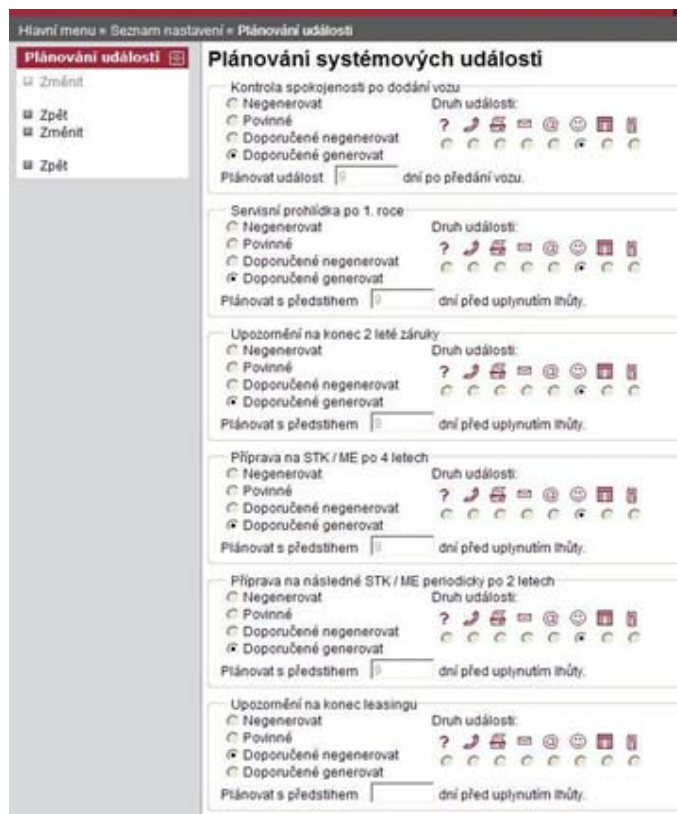 Hlavní menu » Seznam nastavení » Plánování událostí
Plánování událostí
Změnit
Zpět
Změnit
Zpět
Plánování systémových událostí
Kontrola spokojenosti po dodání vozu
Negenerovat
Povinné
Doporučené negenerovat
Doporučené generovat
Druh události:
Plánovat událost 9 dní po předání vozu.
Servisní prohlídka po 1. roce
Negenerovat
Povinné
Doporučené negenerovat
Doporučené generovat
Druh události:
Plánovat s předstihem 9 dní před uplynutím lhůty.
Upozornění na konec 2 leté záruky
Negenerovat
Povinné
Doporučené negenerovat
Doporučené generovat
Druh události:
Plánovat s předstihem 9 dní před uplynutím lhůty.
Příprava na STK / ME po 4 letech
Negenerovat
Povinné
Doporučené negenerovat
Doporučené generovat
Druh události:
Plánovat s předstihem dní před uplynutím lhůty.
Příprava na následné STK / ME periodicky po 2 letech
Negenerovat
Povinné
Doporučené negenerovat
Doporučené generovat
Druh události:
Plánovat s předstihem 9 dní před uplynutím lhůty.
Upozornění na konec leasingu
Negenerovat
Povinné
Doporučené negenerovat
Doporučené generovat
Druh události:
Plánovat s předstihem dní před uplynutím lhůty.